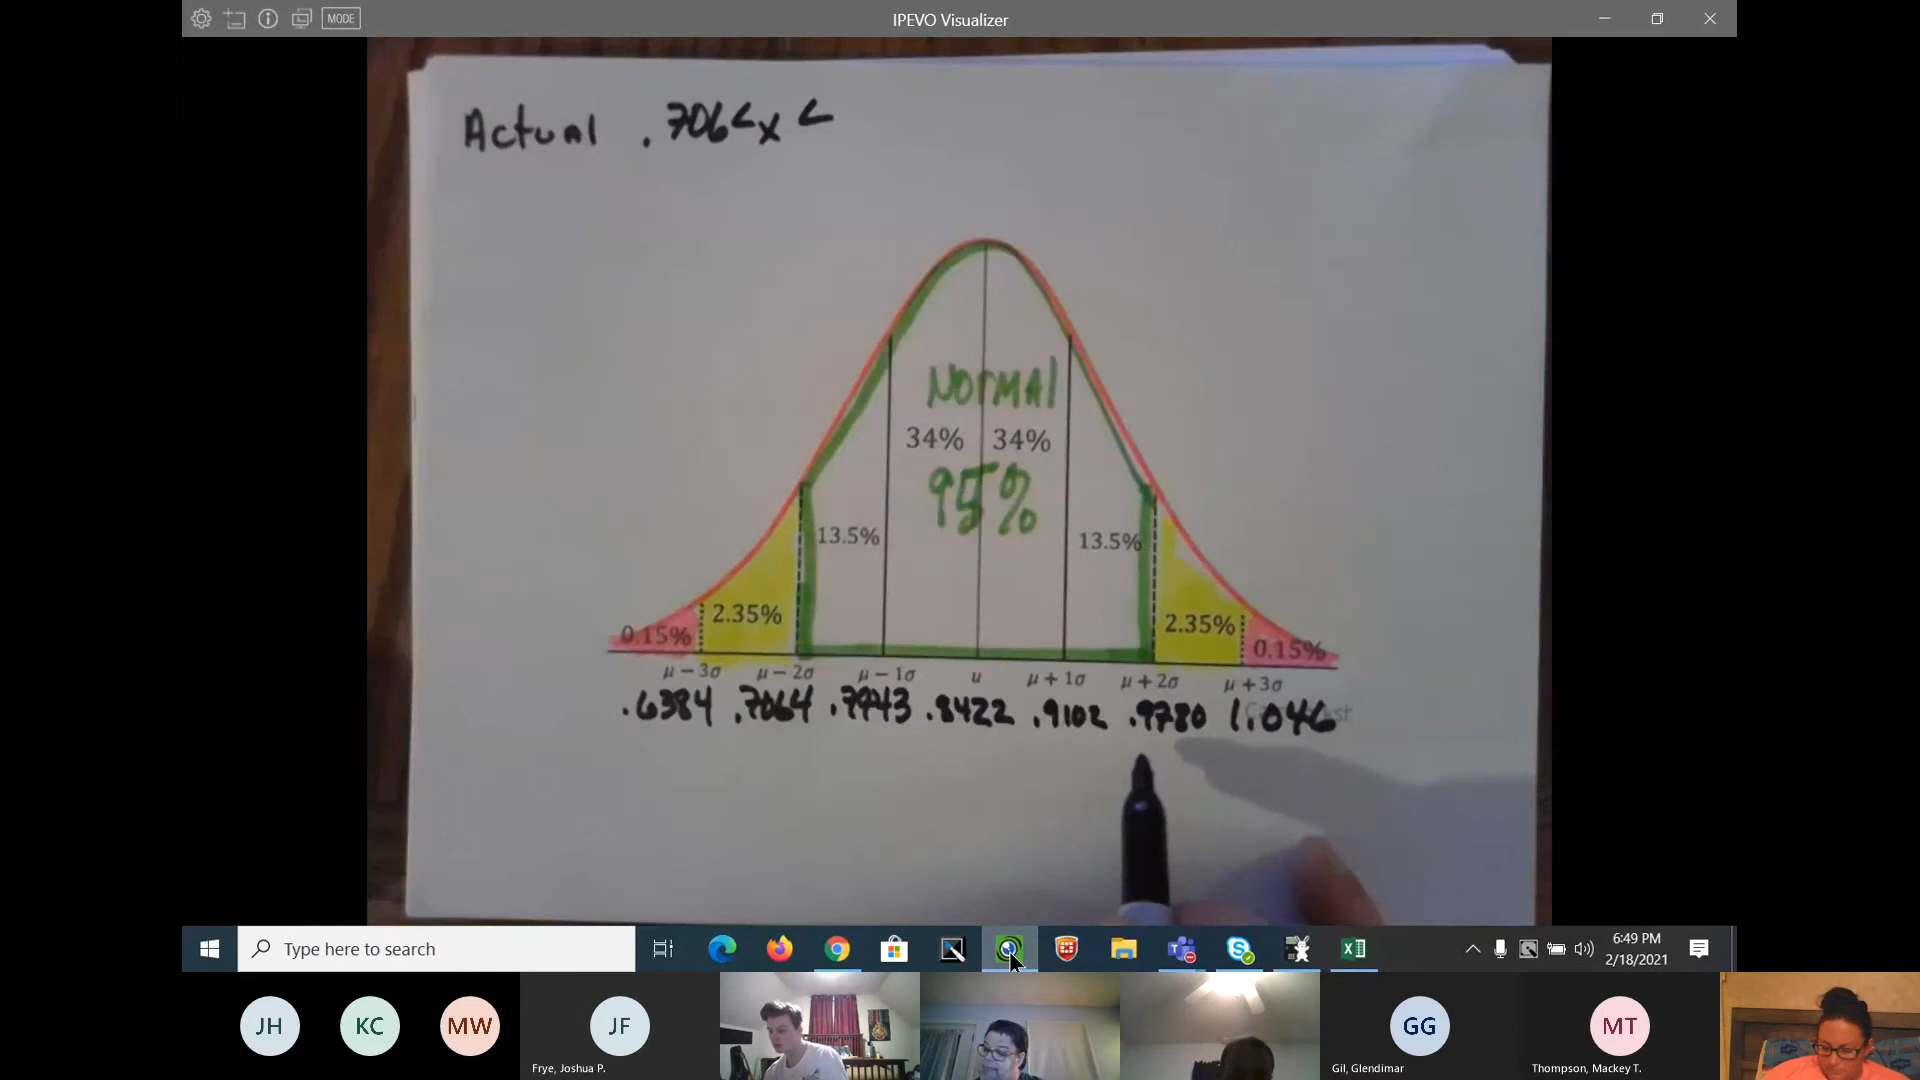 MODE
IPEVO Visualizer
Actual .706<x <
NORMAL
34% 34%
95%
13.5% 13.5%
2.35% 2.35%
0.15% 0.15%
μ − 3σ μ − 2σ μ − 1σ u μ + 1σ μ + 2σ μ + 3σ
.6384 .7064 .7743 .8422 .9102 .9780 1.046
Type here to search
6:49 PM
2/18/2021
JH KC MW JF GG MT
Frye, Joshua P. Gil, Glendimar Thompson, Mackey T.